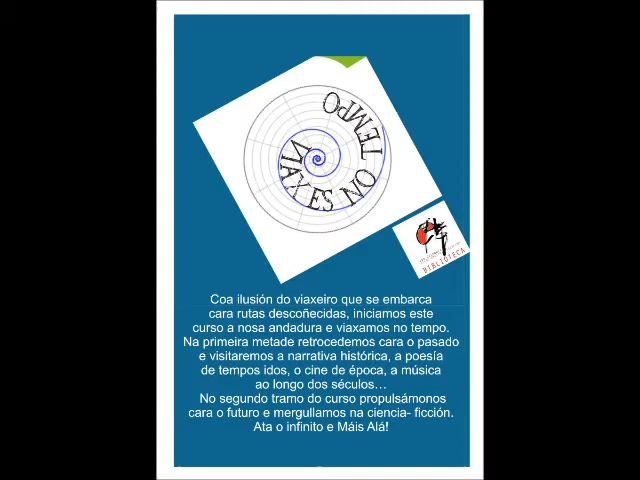 VIAXES NO TEMPO
BIBLIOTECA
Coa ilusión do viaxeiro que se embarca
cara rutas descoñecidas, iniciamos este
curso a nosa andadura e viaxamos no tempo.
Na primeira metade retrocedemos cara o pasado
e visitaremos a narrativa histórica, a poesía
de tempos idos, o cine de época, a música
ao longo dos séculos…
No segundo tramo do curso propulsámonos
cara o futuro e mergullamos na ciencia- ficción.
Ata o infinito e Máis Alá!